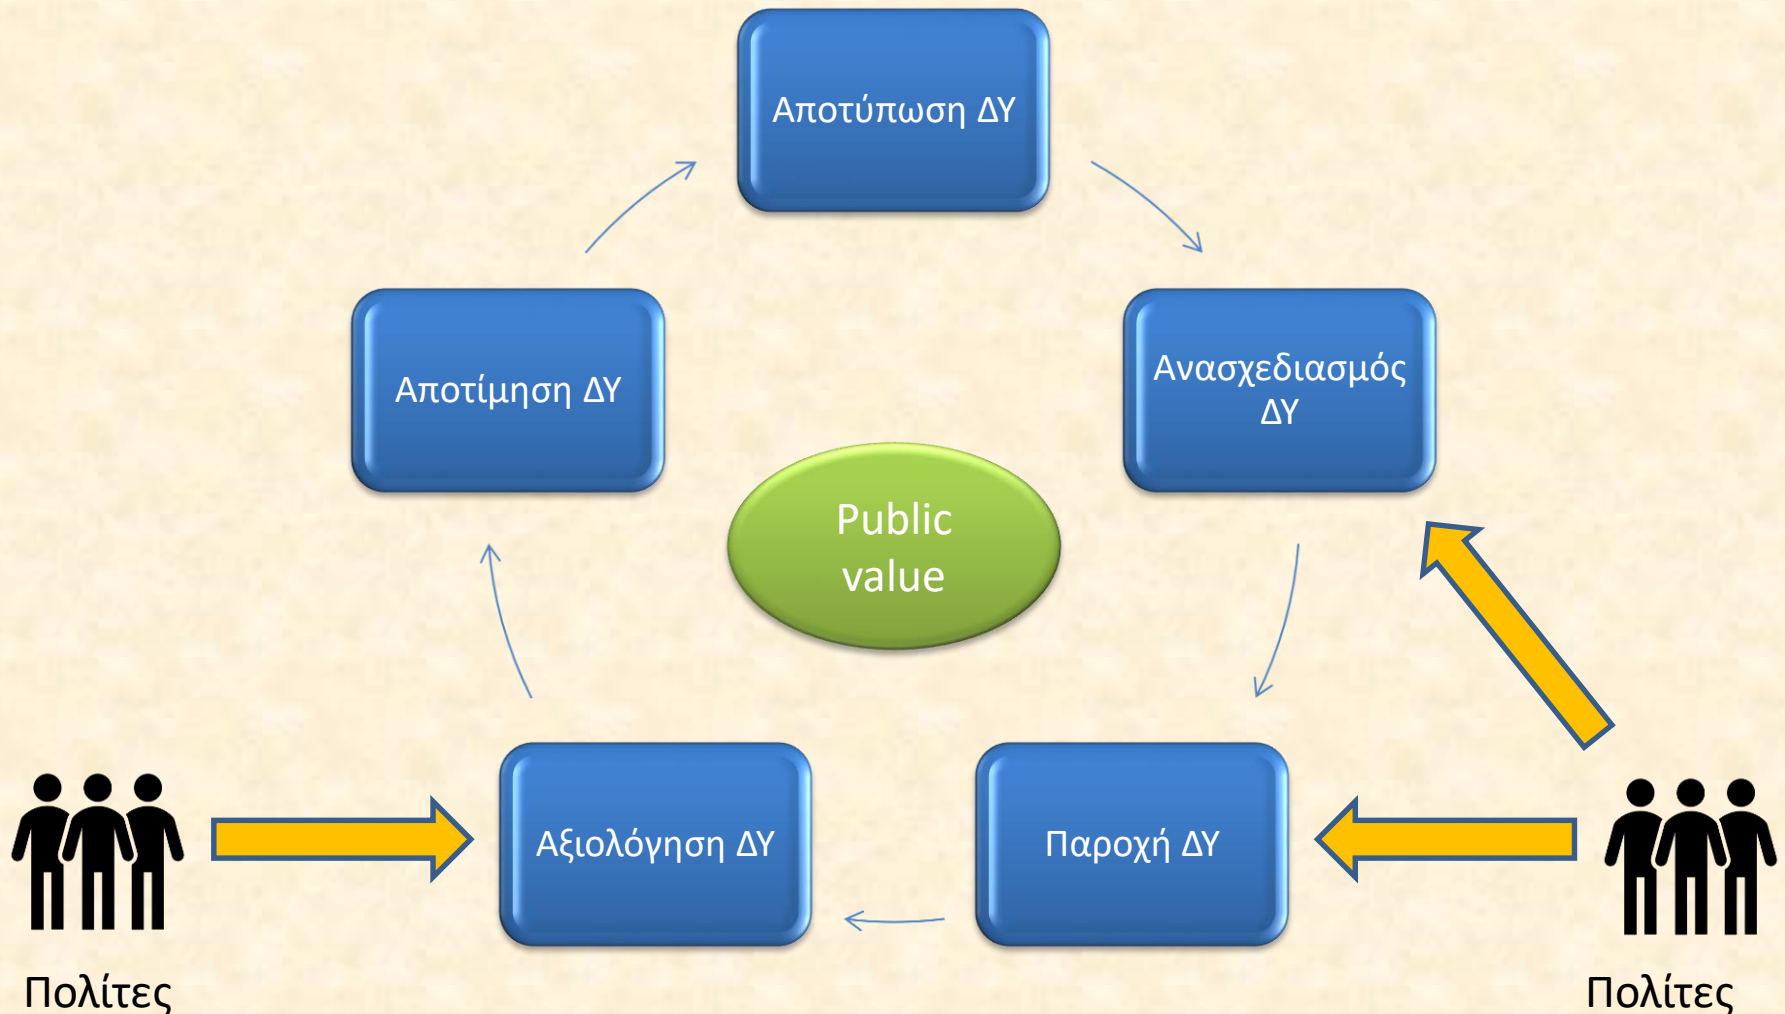 Αποτύπωση ΔΥ
Αποτίμηση ΔΥ
Ανασχεδιασμός
ΔΥ
Public
value
Αξιολόγηση ΔΥ
Παροχή ΔΥ
Πολίτες
Πολίτες